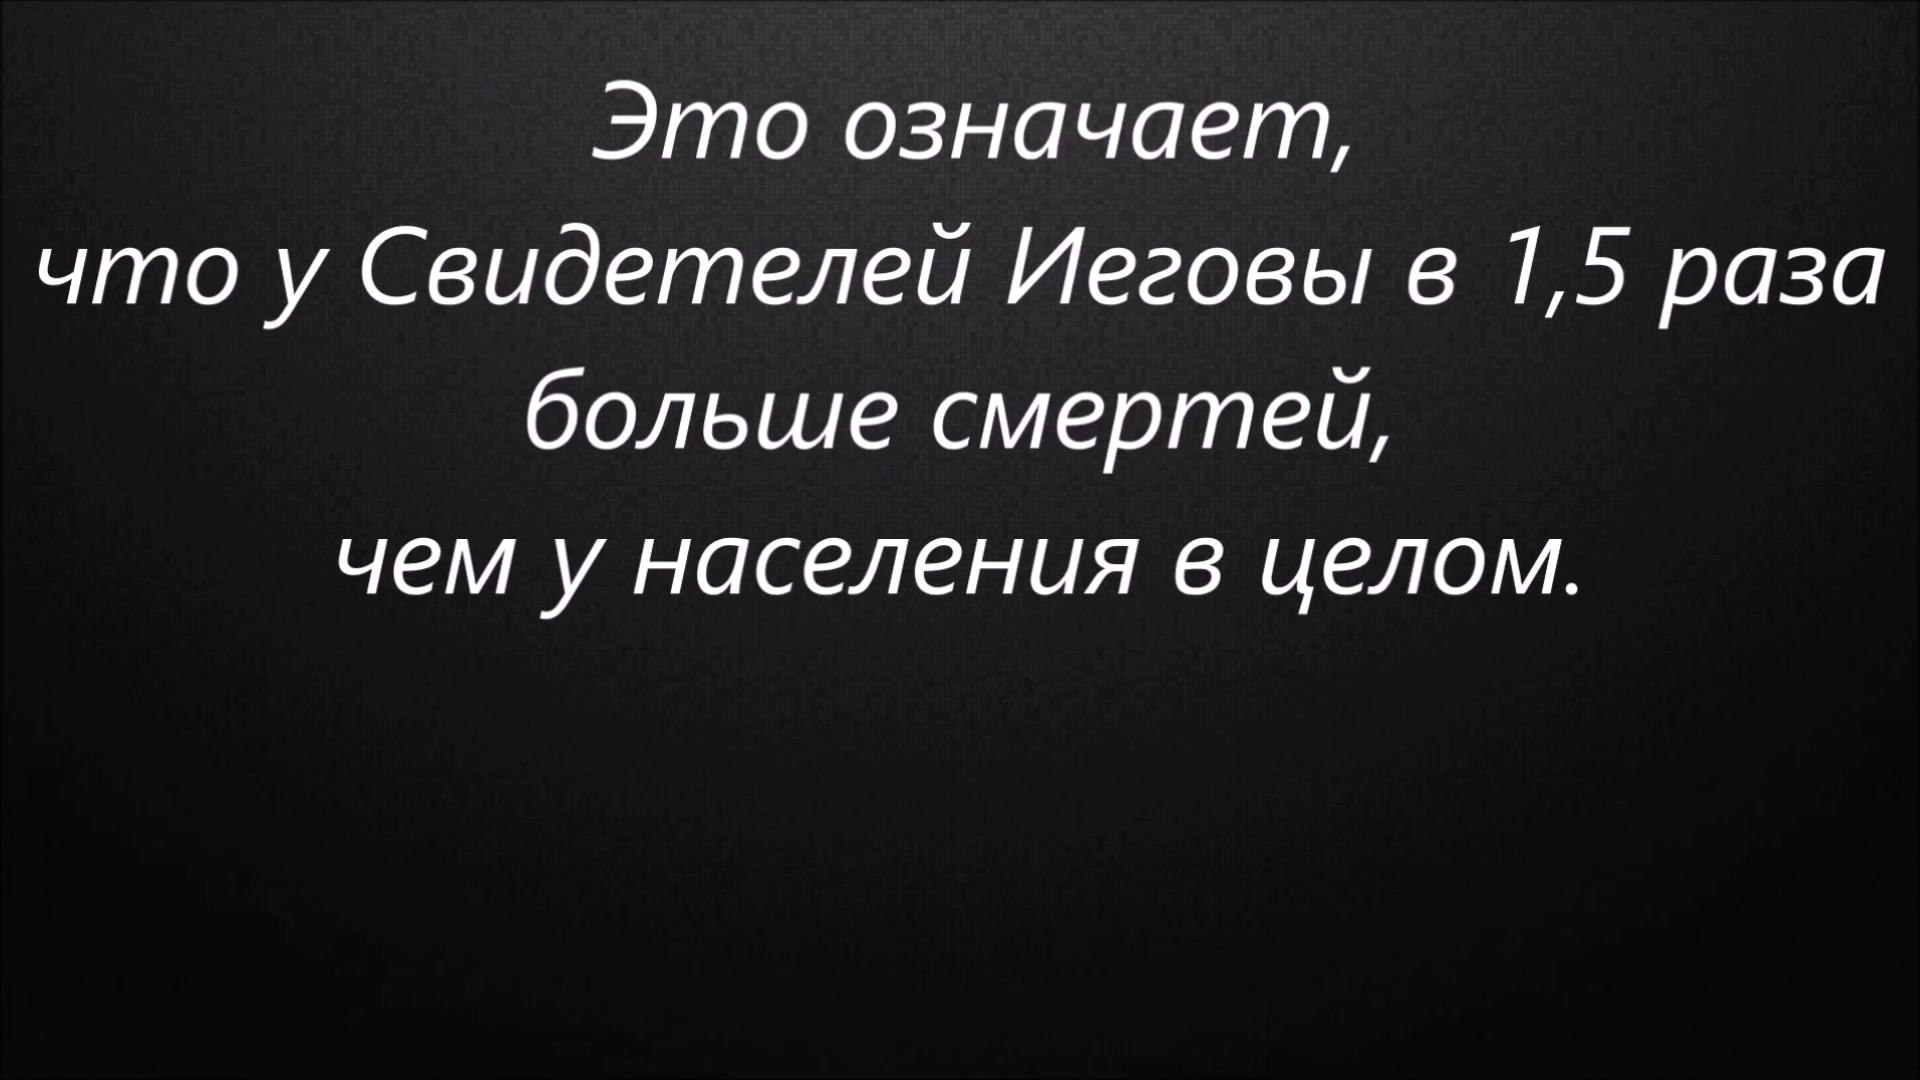 Это означает,
что у Свидетелей Иеговы в 1,5 раза
больше смертей,
чем у населения в целом.